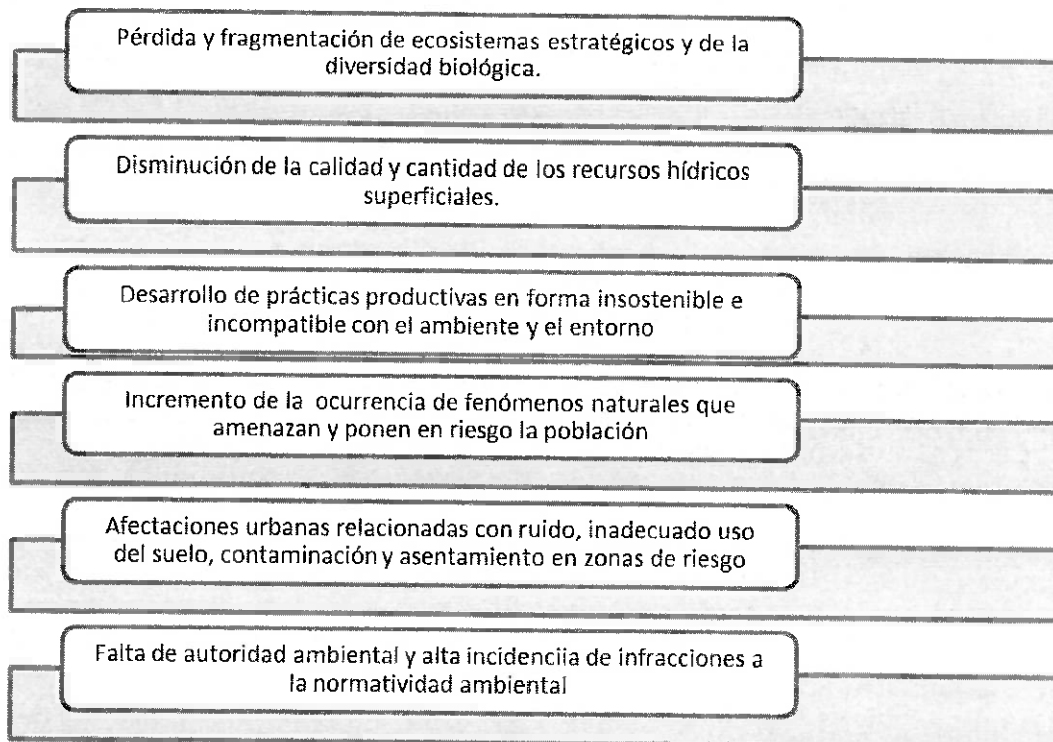 Pérdida y fragmentación de ecosistemas estratégicos y de la
diversidad biológica.
Disminución de la calidad y cantidad de los recursos hídricos
superficiales.
Desarrollo de prácticas productivas en forma insostenible e
incompatible con el ambiente y el entorno
Incremento de la ocurrencia de fenómenos naturales que
amenazan y ponen en riesgo la población
Afectaciones urbanas relacionadas con ruido, inadecuado uso
del suelo, contaminación y asentamiento en zonas de riesgo
Falta de autoridad ambiental y alta incidenciia de infracciones a
la normatividad ambiental